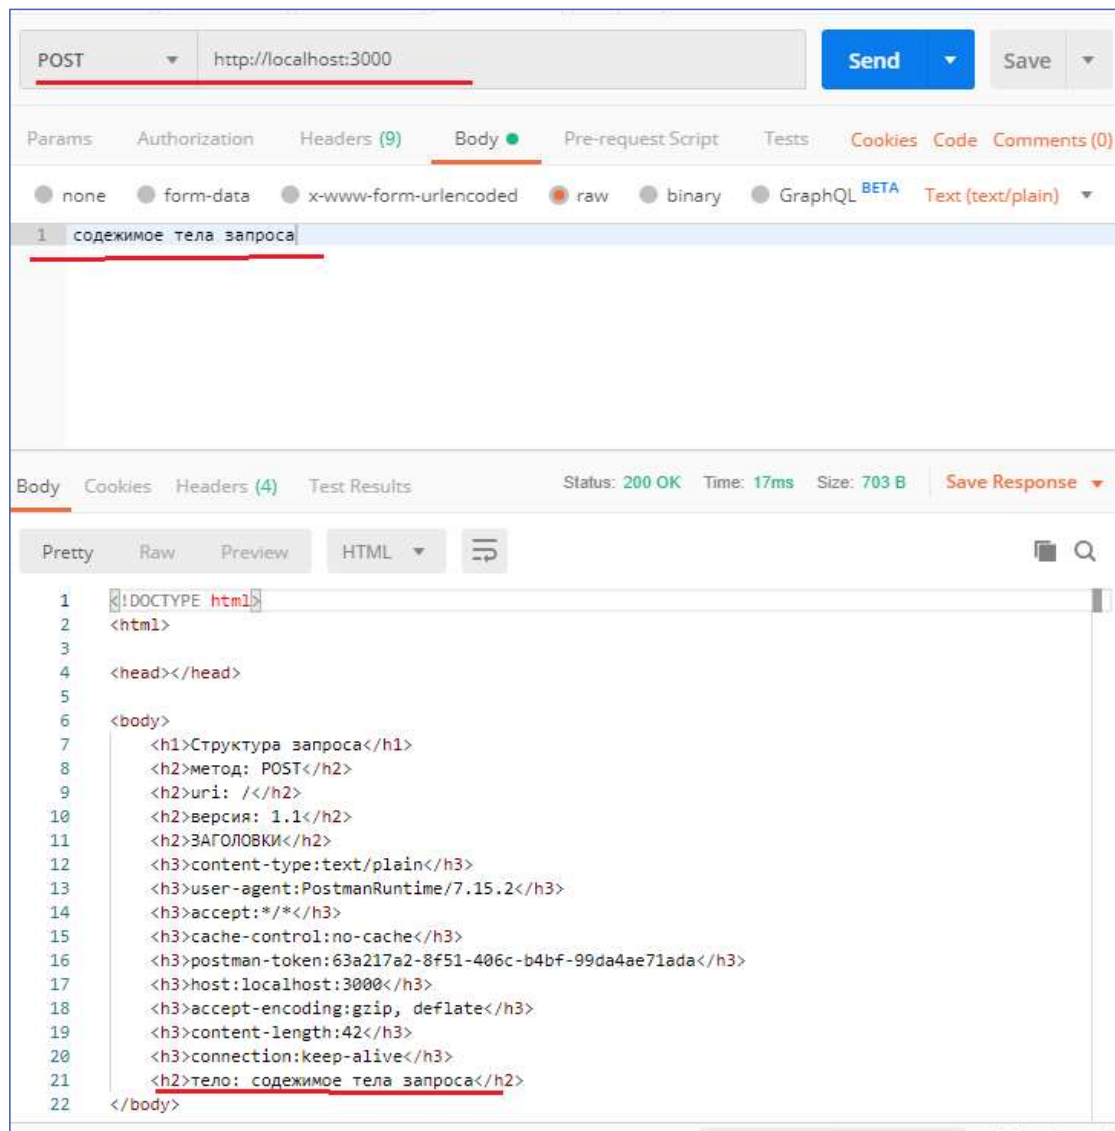 POST http://localhost:3000 Send Save
Params Authorization Headers (9) Body Pre-request Script Tests Cookies Code Comments (0)
none form-data x-www-form-urlencoded raw binary GraphQL BETA Text (text/plain)
1 содежимое тела запроса
Body Cookies Headers (4) Test Results Status: 200 OK Time: 17ms Size: 703 B Save Response
Pretty Raw Preview HTML
1 <!DOCTYPE html>
2 <html>
3
4 <head></head>
5
6 <body>
7 <h1>Структура запроса</h1>
8 <h2>метод: POST</h2>
9 <h2>uri: /</h2>
10 <h2>версия: 1.1</h2>
11 <h2>ЗАГОЛОВКИ</h2>
12 <h3>content-type:text/plain</h3>
13 <h3>user-agent:PostmanRuntime/7.15.2</h3>
14 <h3>accept:*/*</h3>
15 <h3>cache-control:no-cache</h3>
16 <h3>postman-token:63a217a2-8f51-406c-b4bf-99da4ae71ada</h3>
17 <h3>host:localhost:3000</h3>
18 <h3>accept-encoding:gzip, deflate</h3>
19 <h3>content-length:42</h3>
20 <h3>connection:keep-alive</h3>
21 <h2>тело: содежимое тела запроса</h2>
22 </body>